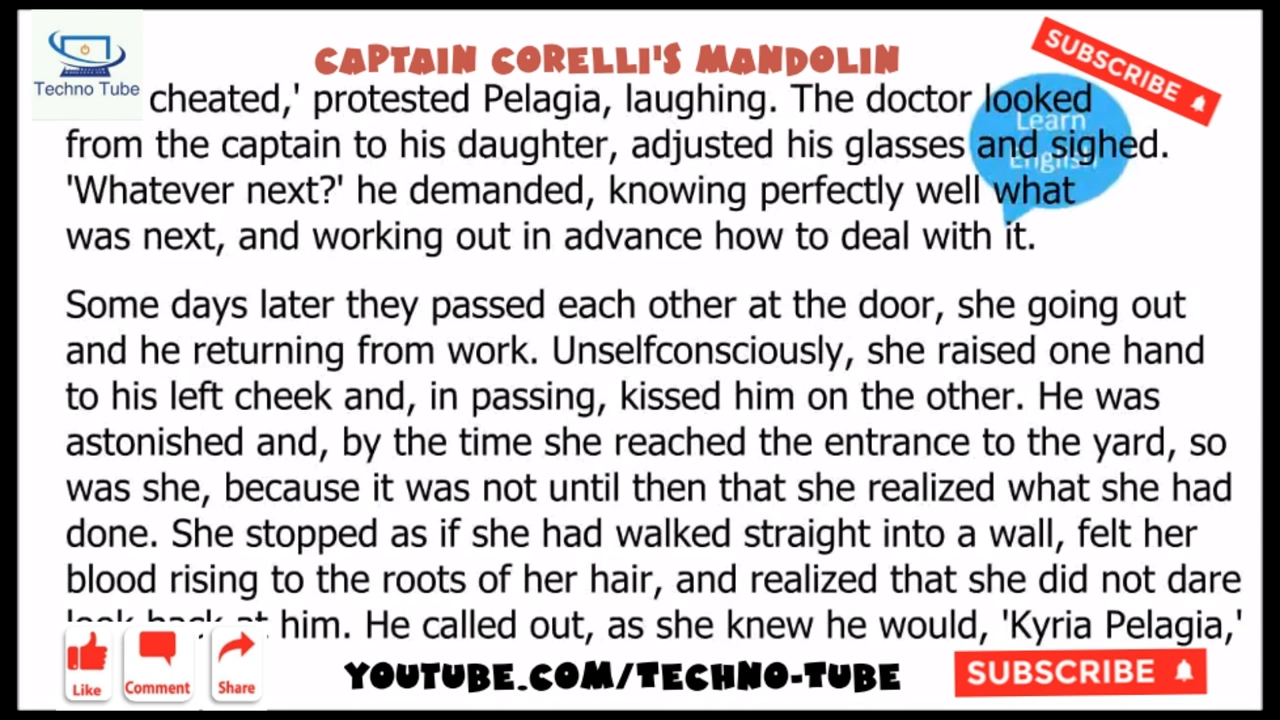 CAPTAIN CORELLI'S MANDOLIN
SUBSCRIBE
Techno Tube
Learn
English
cheated,' protested Pelagia, laughing. The doctor looked
from the captain to his daughter, adjusted his glasses and sighed.
'Whatever next?' he demanded, knowing perfectly well what
was next, and working out in advance how to deal with it.
Some days later they passed each other at the door, she going out
and he returning from work. Unselfconsciously, she raised one hand
to his left cheek and, in passing, kissed him on the other. He was
astonished and, by the time she reached the entrance to the yard, so
was she, because it was not until then that she realized what she had
done. She stopped as if she had walked straight into a wall, felt her
blood rising to the roots of her hair, and realized that she did not dare
look back at him. He called out, as she knew he would, 'Kyria Pelagia,'
Like
Comment
Share
YOUTUBE.COM/TECHNO-TUBE
SUBSCRIBE